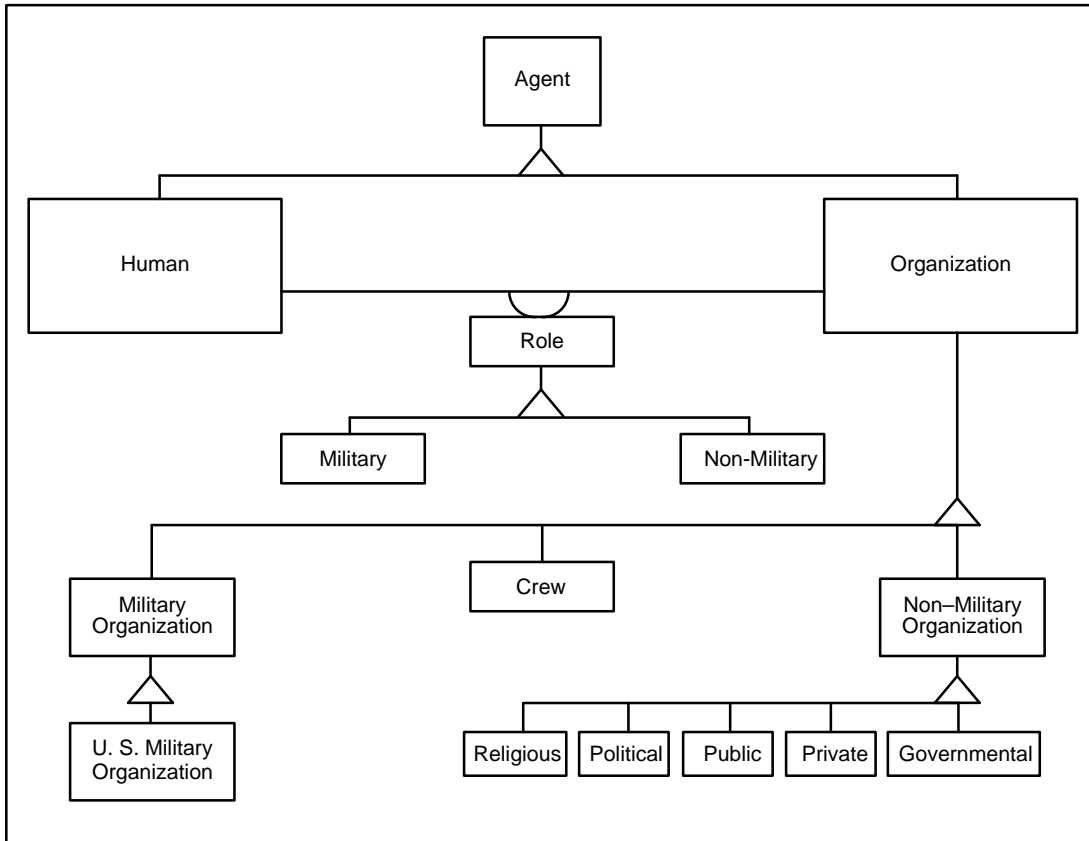 Agent
Human
Organization
Role
Military
Non-Military
Military
Organization
Crew
Non–Military
Organization
U. S. Military
Organization
Religious
Political
Public
Private
Governmental